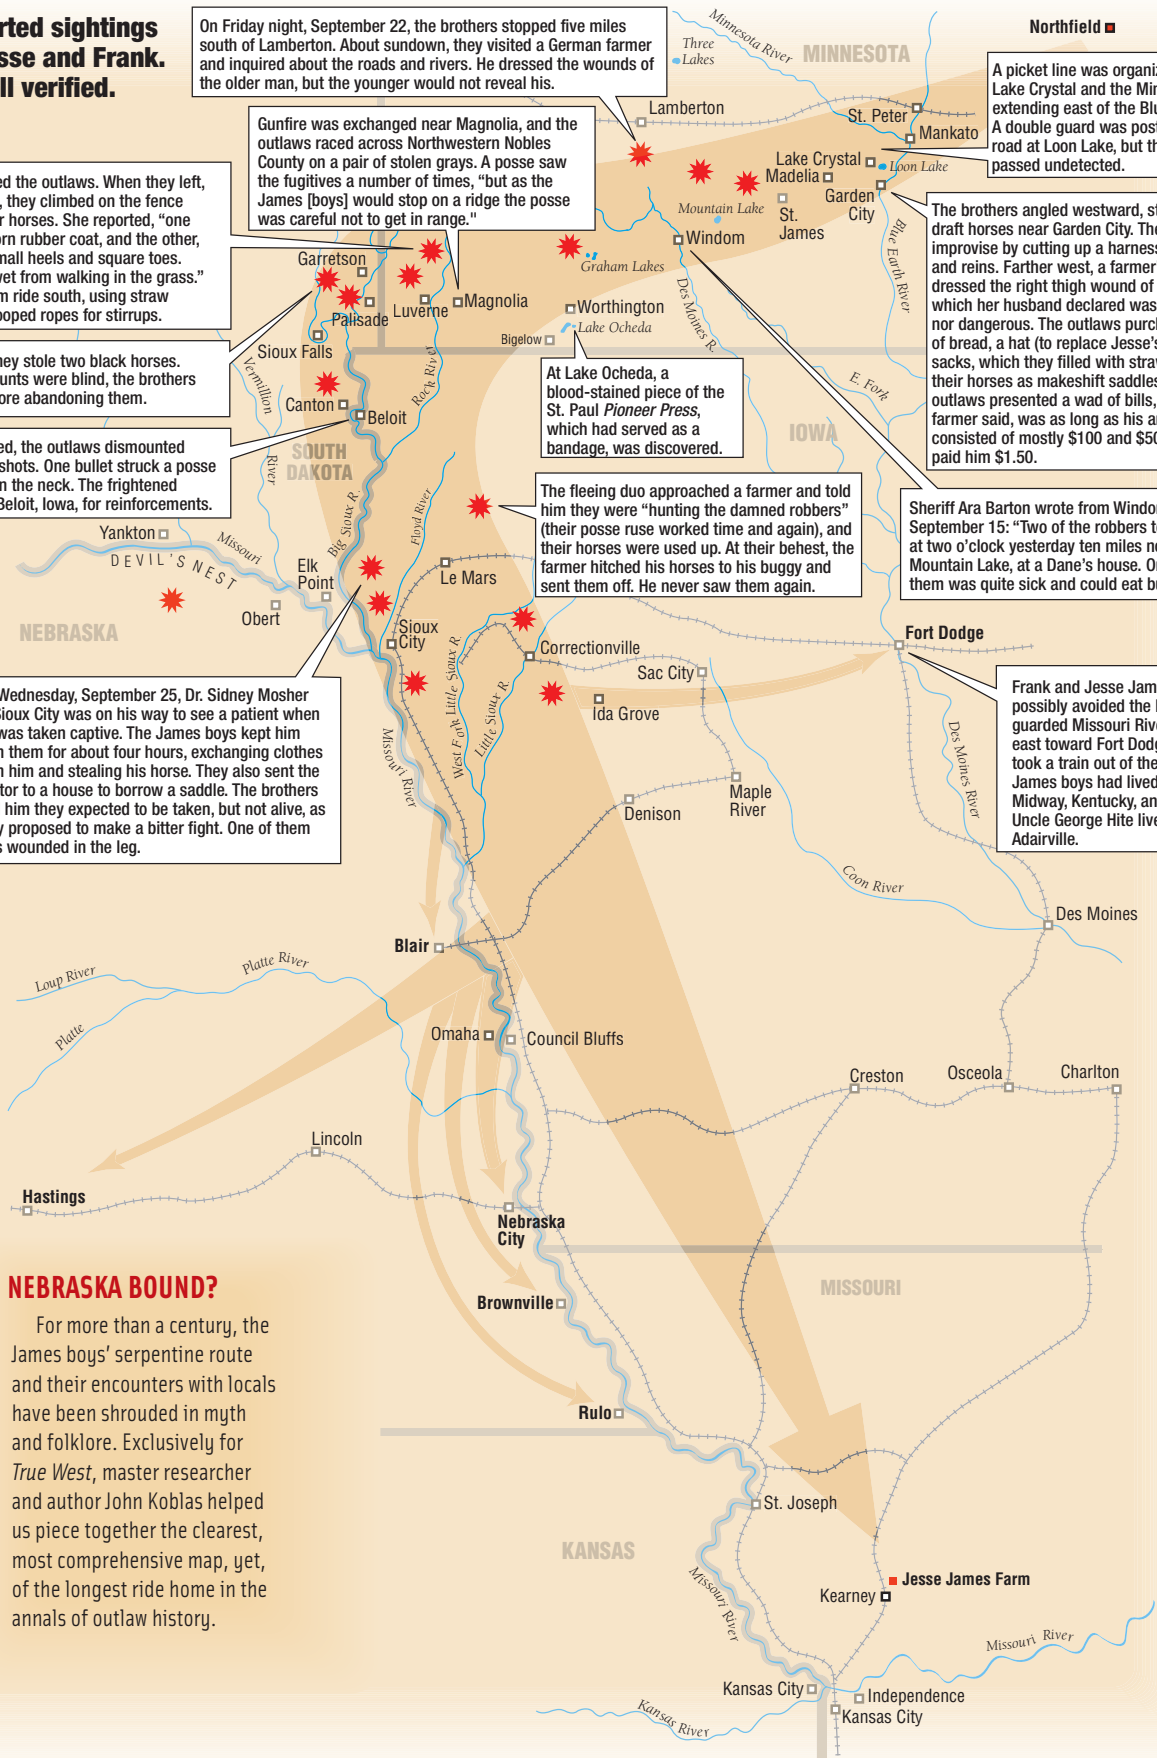 rted sightings
sse and Frank.
ll verified.
On Friday night, September 22, the brothers stopped five miles
south of Lamberton. About sundown, they visited a German farmer
and inquired about the roads and rivers. He dressed the wounds of
the older man, but the younger would not reveal his.
Minnesota River
Three
Lakes
MINNESOTA
Northfield
A picket line was organiz
Lake Crystal and the Min
extending east of the Blu
A double guard was post
road at Loon Lake, but th
passed undetected.
Gunfire was exchanged near Magnolia, and the
outlaws raced across Northwestern Nobles
County on a pair of stolen grays. A posse saw
the fugitives a number of times, “but as the
James [boys] would stop on a ridge the posse
was careful not to get in range."
Lamberton
St. Peter
Mankato
Lake Crystal
Loon Lake
Madelia
Garden
City
St.
James
Mountain Lake
Windom
Blue Earth River
ed the outlaws. When they left,
, they climbed on the fence
r horses. She reported, “one
orn rubber coat, and the other,
mall heels and square toes.
wet from walking in the grass.”
m ride south, using straw
ooped ropes for stirrups.
The brothers angled westward, st
draft horses near Garden City. The
improvise by cutting up a harness
and reins. Farther west, a farmer'
dressed the right thigh wound of
which her husband declared was
nor dangerous. The outlaws purch
of bread, a hat (to replace Jesse's
sacks, which they filled with straw
their horses as makeshift saddles
outlaws presented a wad of bills,
farmer said, was as long as his ar
consisted of mostly $100 and $50
paid him $1.50.
Garretson
Palisade
Luverne
Magnolia
Graham Lakes
Worthington
Lake Ocheda
Bigelow
Des Moines R.
Sioux Falls
hey stole two black horses.
unts were blind, the brothers
ore abandoning them.
Vermillion
River
Rock River
At Lake Ocheda, a
blood-stained piece of the
St. Paul Pioneer Press,
which had served as a
bandage, was discovered.
E. Fork
Canton
Beloit
IOWA
SOUTH
DAKOTA
ed, the outlaws dismounted
shots. One bullet struck a posse
n the neck. The frightened
Beloit, Iowa, for reinforcements.
Big Sioux R.
Floyd River
The fleeing duo approached a farmer and told
him they were “hunting the damned robbers”
(their posse ruse worked time and again), and
their horses were used up. At their behest, the
farmer hitched his horses to his buggy and
sent them off. He never saw them again.
Sheriff Ara Barton wrote from Windo
September 15: “Two of the robbers t
at two o’clock yesterday ten miles n
Mountain Lake, at a Dane’s house. O
them was quite sick and could eat b
Yankton
Missouri
DEVIL'S NEST
Elk
Point
Obert
NEBRASKA
Le Mars
Sioux
City
Correctionville
Sac City
Ida Grove
Fort Dodge
West Fork Little Sioux R.
Little Sioux R.
Missouri River
Des Moines River
Wednesday, September 25, Dr. Sidney Mosher
Sioux City was on his way to see a patient when
was taken captive. The James boys kept him
h them for about four hours, exchanging clothes
h him and stealing his horse. They also sent the
tor to a house to borrow a saddle. The brothers
him they expected to be taken, but not alive, as
y proposed to make a bitter fight. One of them
s wounded in the leg.
Frank and Jesse Jam
possibly avoided the
guarded Missouri Rive
east toward Fort Dodg
took a train out of the
James boys had lived
Midway, Kentucky, an
Uncle George Hite live
Adairville.
Denison
Maple
River
Coon River
Des Moines
Blair
Loup River
Platte River
Platte
Omaha
Council Bluffs
Creston
Osceola
Charlton
Lincoln
Hastings
Nebraska
City
Brownville
MISSOURI
NEBRASKA BOUND?
For more than a century, the
James boys’ serpentine route
and their encounters with locals
have been shrouded in myth
and folklore. Exclusively for
True West, master researcher
and author John Koblas helped
us piece together the clearest,
most comprehensive map, yet,
of the longest ride home in the
annals of outlaw history.
Rulo
St. Joseph
KANSAS
Missouri River
Jesse James Farm
Kearney
Missouri River
Kansas City
Independence
Kansas City
Kansas River